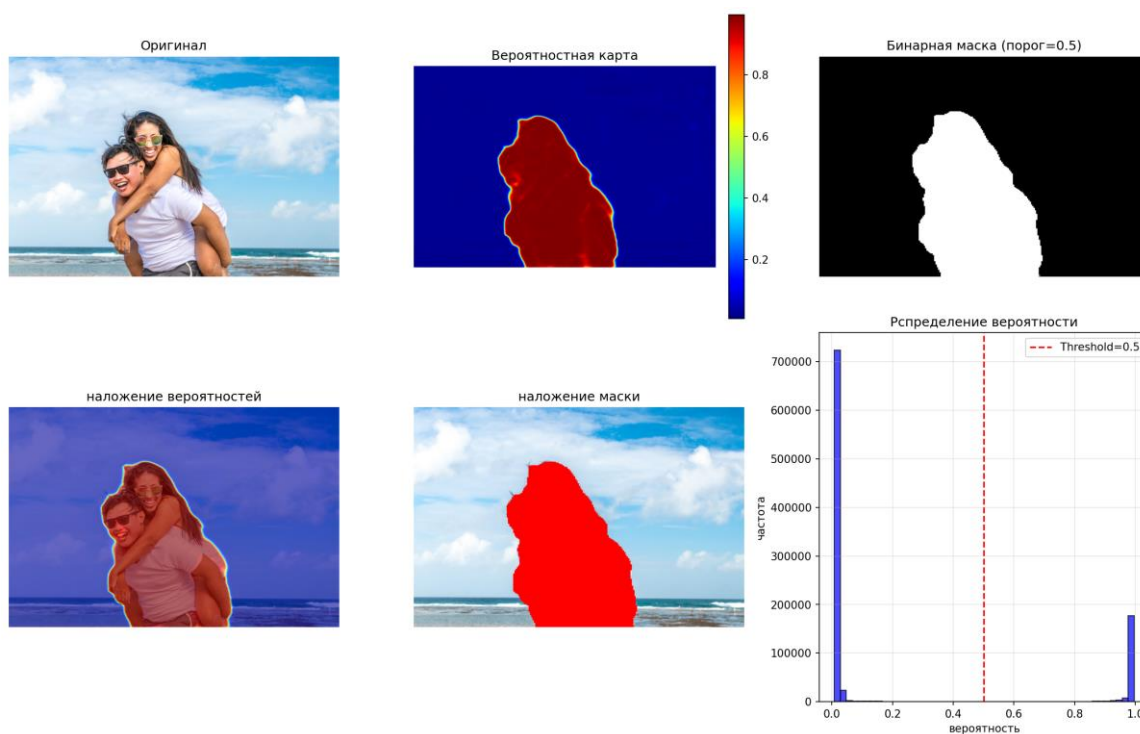 Оригинал
Вероятностная карта
0.8
0.6
0.4
0.2
Бинарная маска (порог=0.5)
наложение вероятностей
наложение маски
Рспределение вероятности
Threshold=0.5
частота
700000
600000
500000
400000
300000
200000
100000
0
0.0 0.2 0.4 0.6 0.8 1.0
вероятность